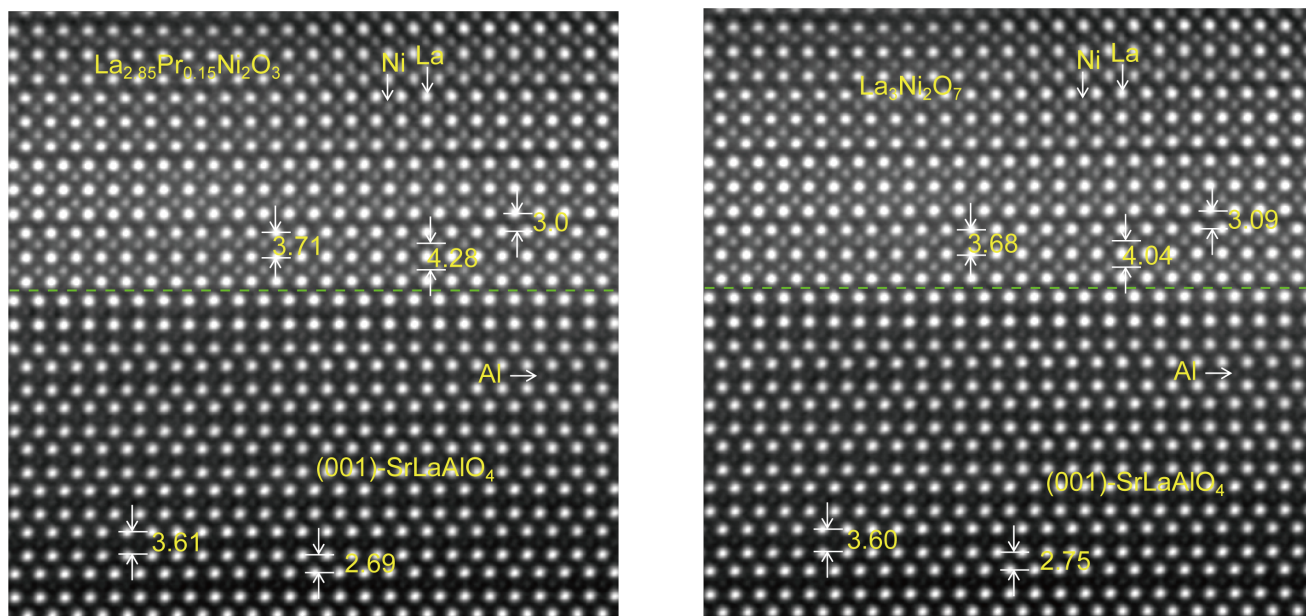 La₂.₈₅Pr₀.₁₅Ni₂O₃
Ni La
3.0
3.71
4.28
Al
(001)-SrLaAlO₄
3.61
2.69
La₃Ni₂O₇
Ni La
3.09
3.68
4.04
Al
(001)-SrLaAlO₄
3.60
2.75